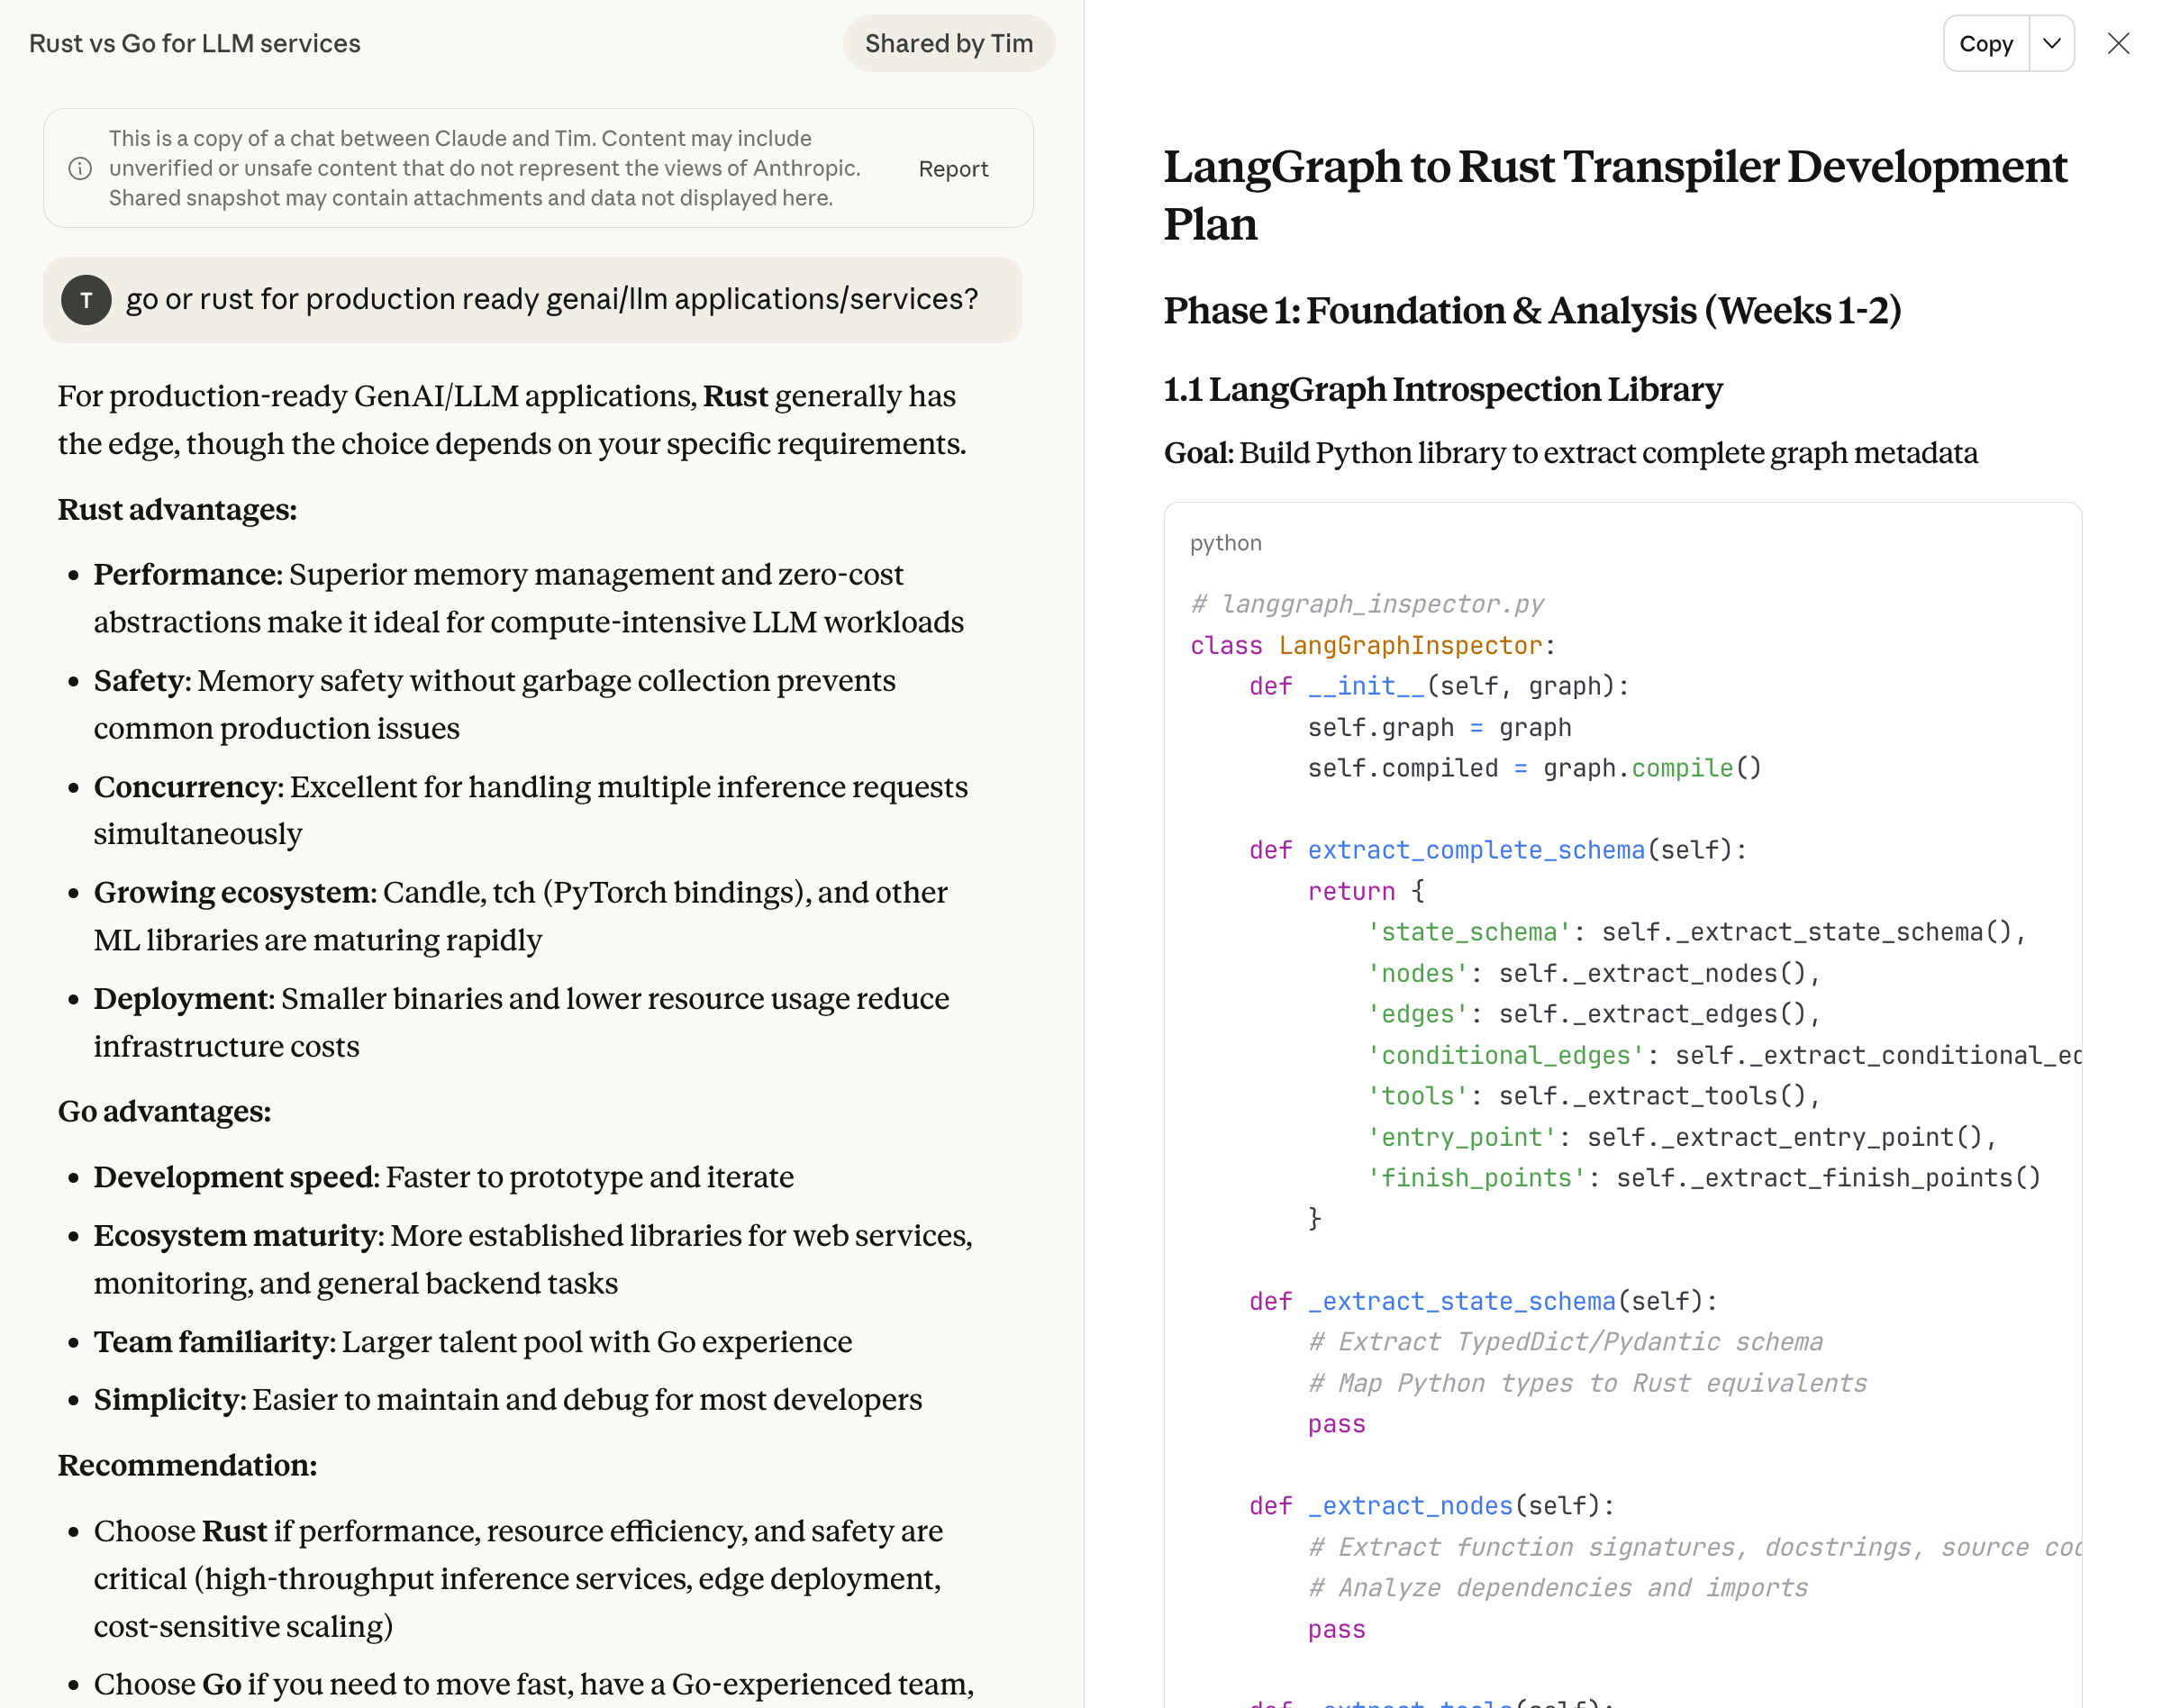 Rust vs Go for LLM services
Shared by Tim
This is a copy of a chat between Claude and Tim. Content may include
unverified or unsafe content that do not represent the views of Anthropic.
Shared snapshot may contain attachments and data not displayed here.
Report
T
go or rust for production ready genai/llm applications/services?
For production-ready GenAI/LLM applications, Rust generally has
the edge, though the choice depends on your specific requirements.
Rust advantages:
• Performance: Superior memory management and zero-cost
abstractions make it ideal for compute-intensive LLM workloads
• Safety: Memory safety without garbage collection prevents
common production issues
• Concurrency: Excellent for handling multiple inference requests
simultaneously
• Growing ecosystem: Candle, tch (PyTorch bindings), and other
ML libraries are maturing rapidly
• Deployment: Smaller binaries and lower resource usage reduce
infrastructure costs
Go advantages:
• Development speed: Faster to prototype and iterate
• Ecosystem maturity: More established libraries for web services,
monitoring, and general backend tasks
• Team familiarity: Larger talent pool with Go experience
• Simplicity: Easier to maintain and debug for most developers
Recommendation:
• Choose Rust if performance, resource efficiency, and safety are
critical (high-throughput inference services, edge deployment,
cost-sensitive scaling)
• Choose Go if you need to move fast, have a Go-experienced team,
Copy
LangGraph to Rust Transpiler Development
Plan
Phase 1: Foundation & Analysis (Weeks 1-2)
1.1 LangGraph Introspection Library
Goal: Build Python library to extract complete graph metadata
python
# langgraph_inspector.py
class LangGraphInspector:
    def __init__(self, graph):
        self.graph = graph
        self.compiled = graph.compile()
    def extract_complete_schema(self):
        return {
            'state_schema': self._extract_state_schema(),
            'nodes': self._extract_nodes(),
            'edges': self._extract_edges(),
            'conditional_edges': self._extract_conditional_ed
            'tools': self._extract_tools(),
            'entry_point': self._extract_entry_point(),
            'finish_points': self._extract_finish_points()
        }
    def _extract_state_schema(self):
        # Extract TypedDict/Pydantic schema
        # Map Python types to Rust equivalents
        pass
    def _extract_nodes(self):
        # Extract function signatures, docstrings, source cod
        # Analyze dependencies and imports
        pass
    def _extract_tools(self):